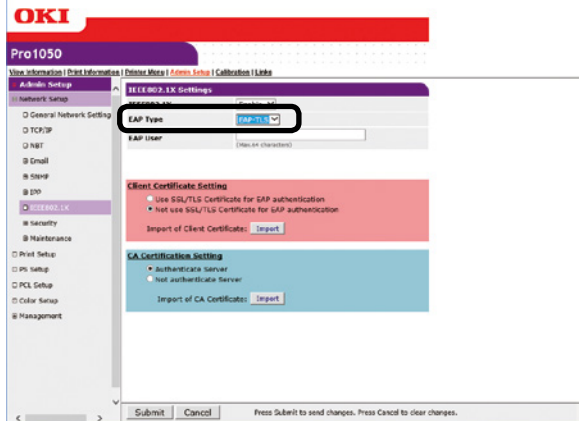 OKI
Pro1050
View Information | Print Information | Printer Menu | Admin Setup | Calibration | Links
Admin Setup
Network Setup
General Network Setting
TCP/IP
NBT
Email
SNMP
IPP
IEEE802.1X
Security
Maintenance
Print Setup
PS Setup
PCL Setup
Color Setup
Management
IEEE802.1X Settings
IEEE802.1X Enable
EAP Type EAP-TLS
EAP User
(Max.64 characters)
Client Certificate Setting
Use SSL/TLS Certificate for EAP authentication
Not use SSL/TLS Certificate for EAP authentication
Import of Client Certificate: Import
CA Certification Setting
Authenticate Server
Not authenticate Server
Import of CA Certificate: Import
Submit Cancel Press Submit to send changes. Press Cancel to clear changes.